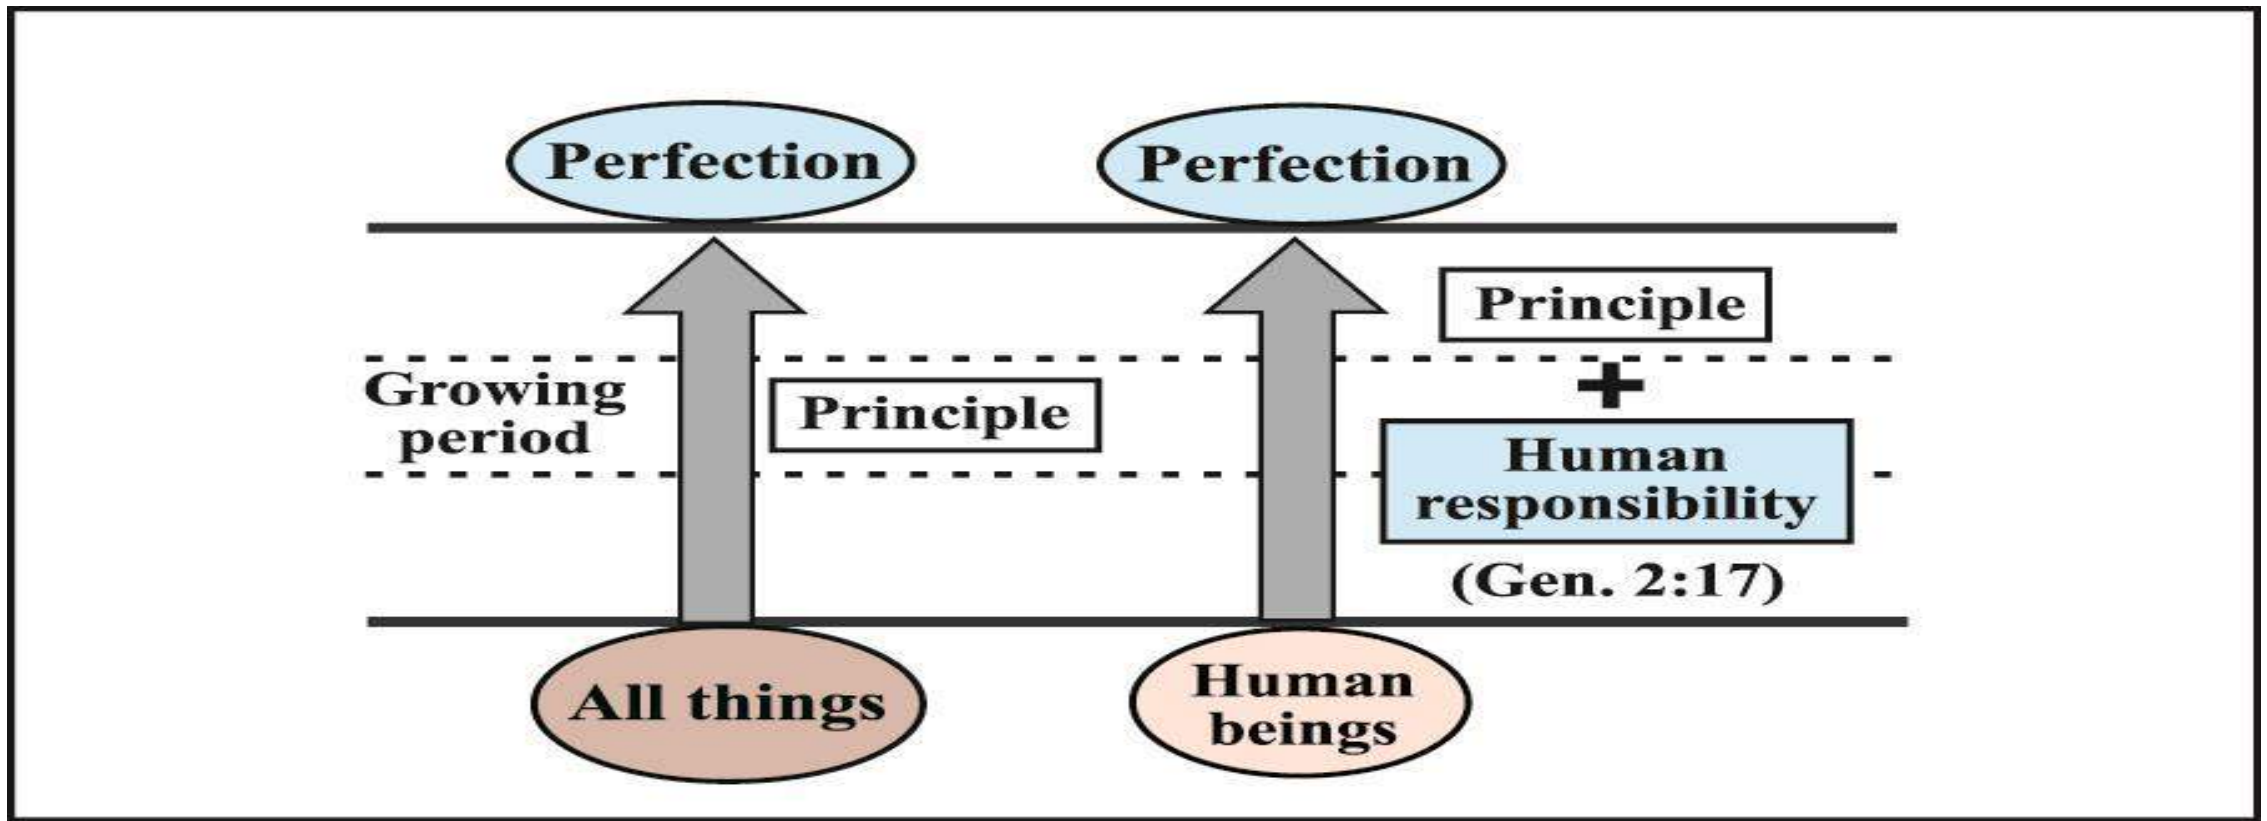 Perfection
Perfection
Principle
+
Growing
period
Principle
Human
responsibility
(Gen. 2:17)
All things
Human
beings